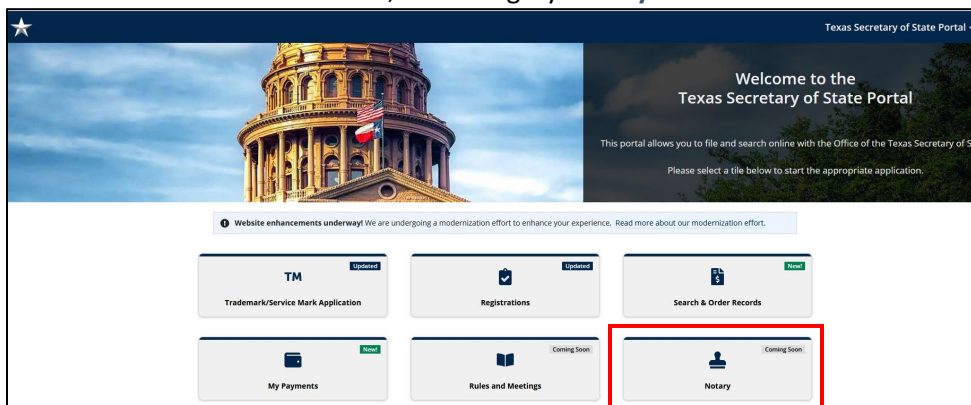 Texas Secretary of State Portal
Welcome to the
Texas Secretary of State Portal
This portal allows you to file and search online with the Office of the Texas Secretary of S
Please select a tile below to start the appropriate application.
Website enhancements underway! We are undergoing a modernization effort to enhance your experience. Read more about our modernization effort.
Updated
TM
Trademark/Service Mark Application
Updated
Registrations
New!
Search & Order Records
New!
My Payments
Coming Soon
Rules and Meetings
Coming Soon
Notary